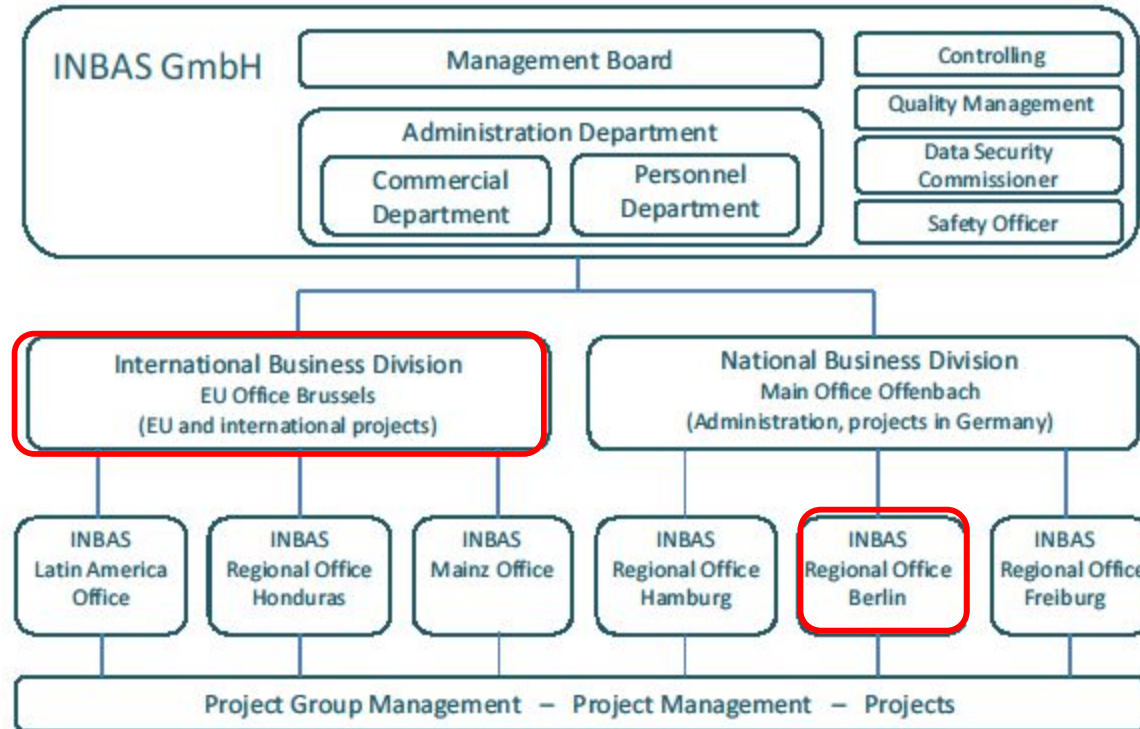 INBAS GmbH
Management Board
Administration Department
Commercial
Department
Personnel
Department
Controlling
Quality Management
Data Security
Commissioner
Safety Officer
International Business Division
EU Office Brussels
(EU and international projects)
National Business Division
Main Office Offenbach
(Administration, projects in Germany)
INBAS
Latin America
Office
INBAS
Regional Office
Honduras
INBAS
Mainz Office
INBAS
Regional Office
Hamburg
INBAS
Regional Office
Berlin
INBAS
Regional Office
Freiburg
Project Group Management – Project Management – Projects